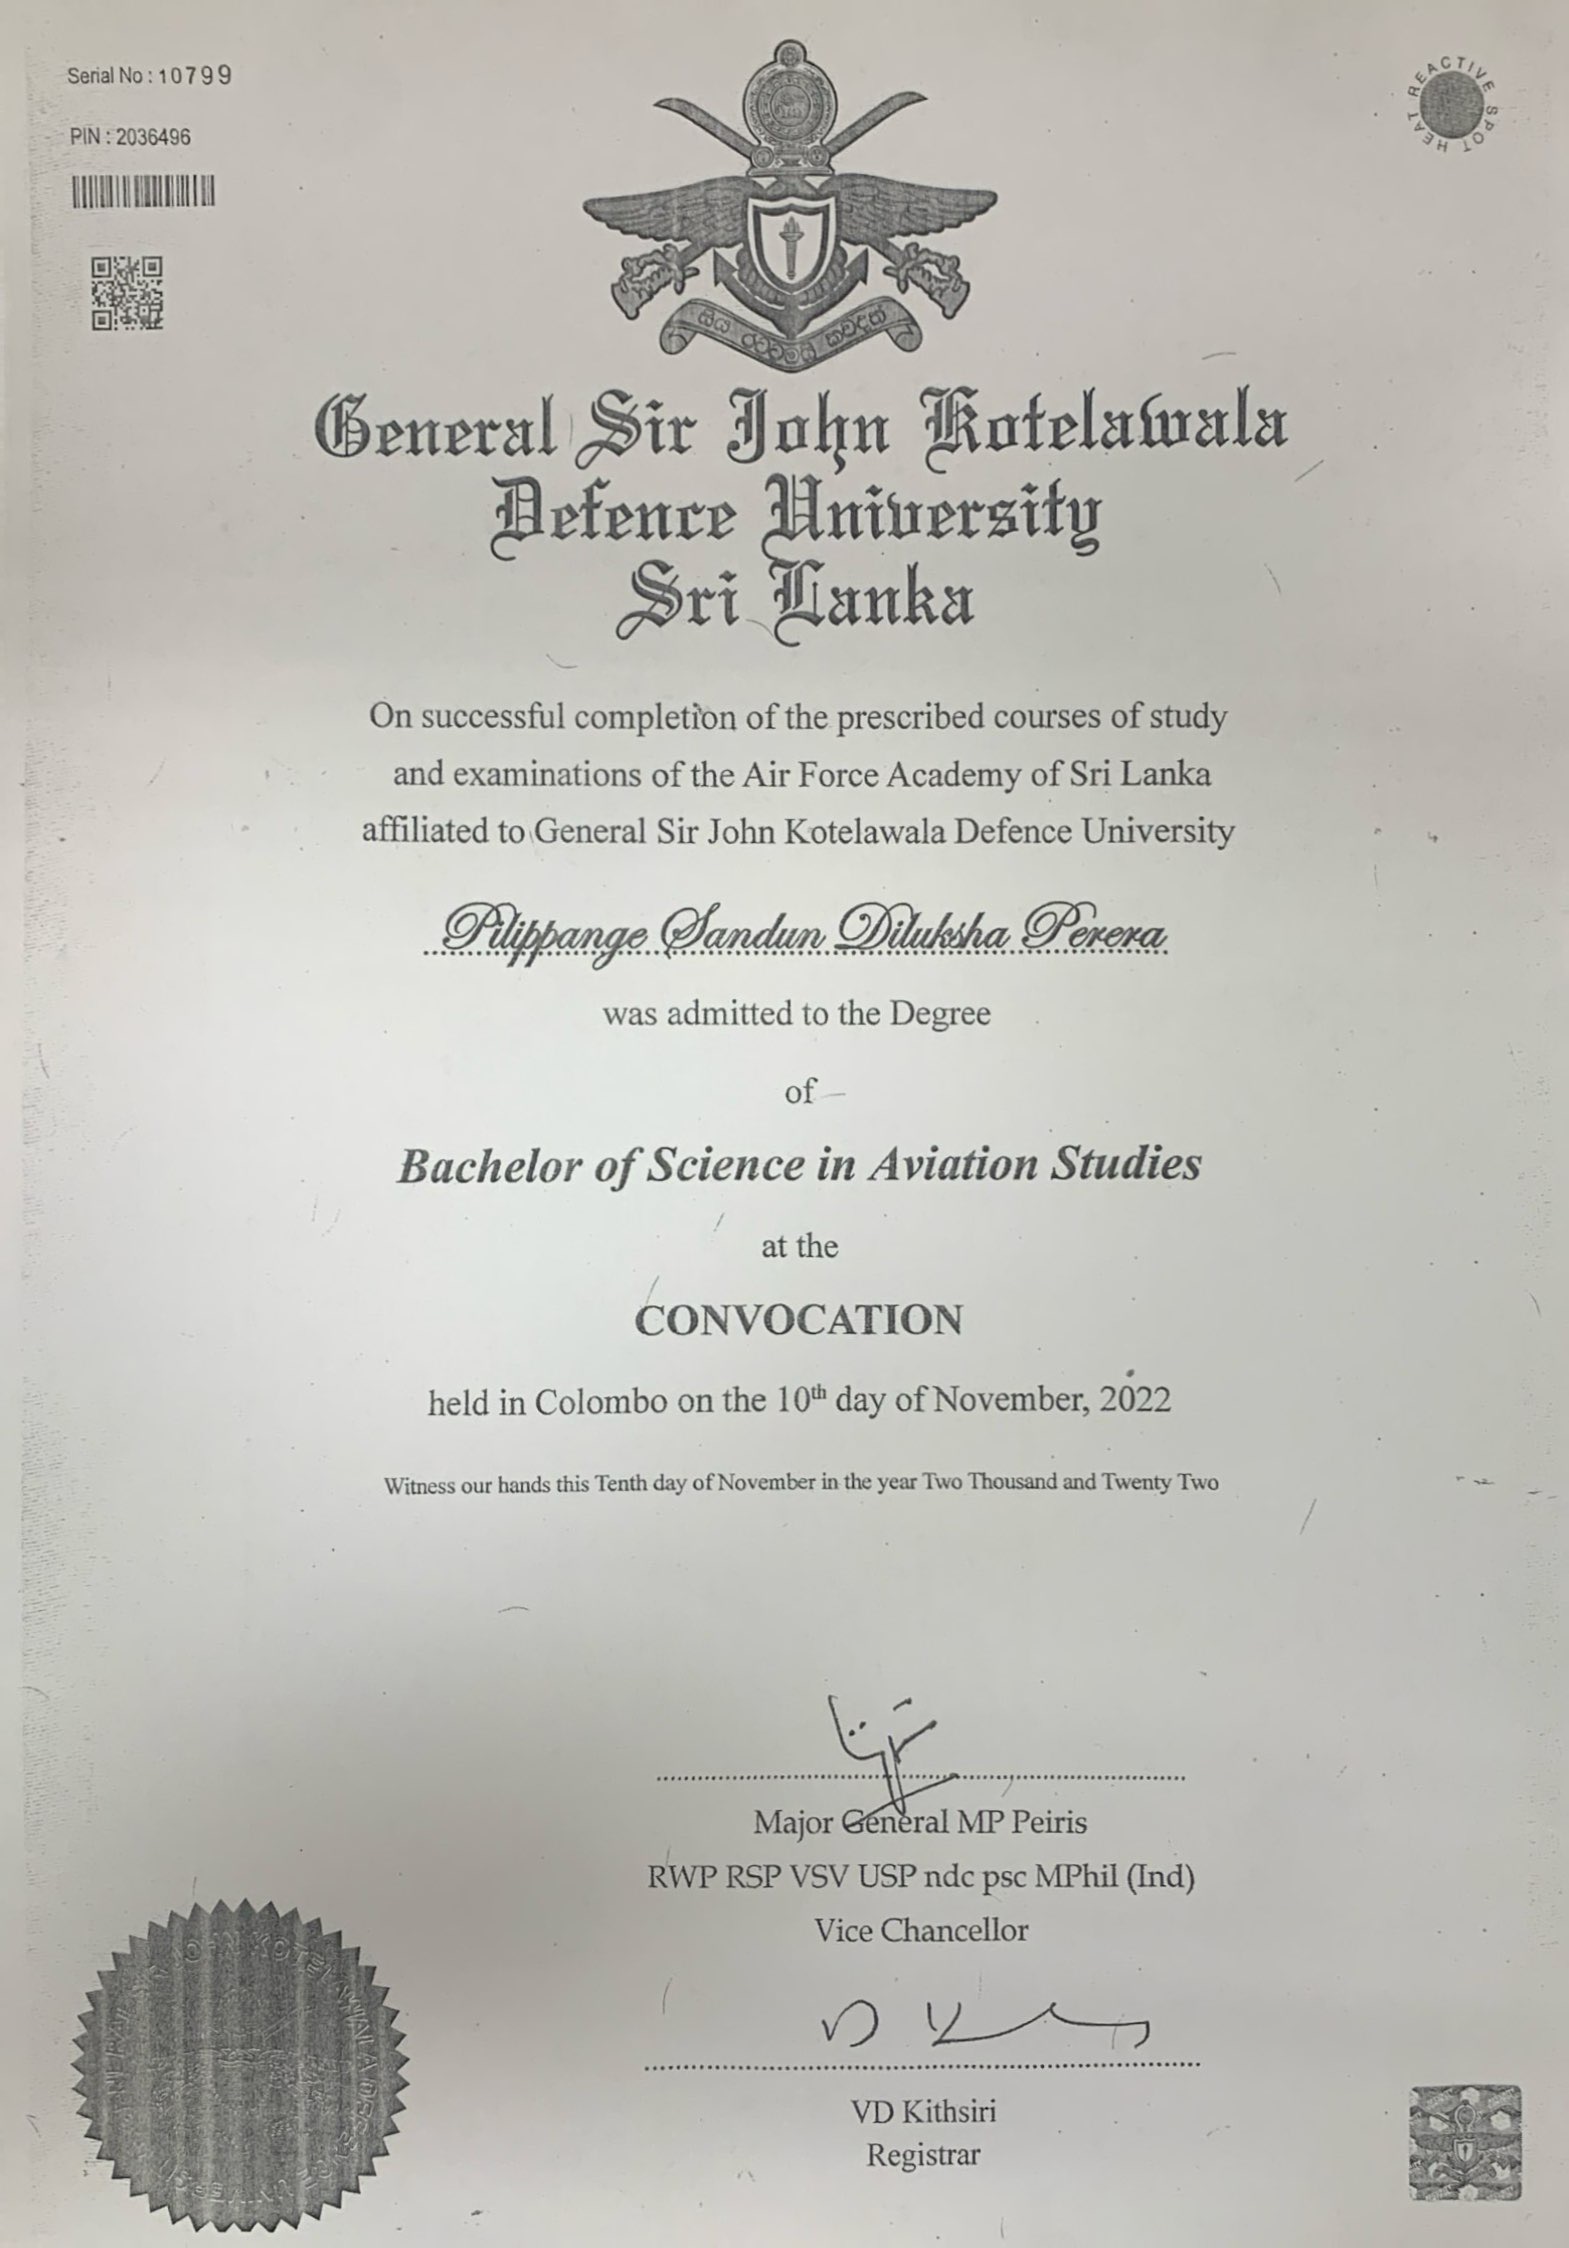 Serial No : 10799
PIN : 2036496
HEAT REACTIVE SPOT
සිය රටටමයි කවදත්
General Sir John Kotelawala
Defence University
Sri Lanka
On successful completion of the prescribed courses of study
and examinations of the Air Force Academy of Sri Lanka
affiliated to General Sir John Kotelawala Defence University
Pilippange Sandun Diluksha Perera
was admitted to the Degree
of
Bachelor of Science in Aviation Studies
at the
CONVOCATION
held in Colombo on the 10th day of November, 2022
Witness our hands this Tenth day of November in the year Two Thousand and Twenty Two
Major General MP Peiris
RWP RSP VSV USP ndc psc MPhil (Ind)
Vice Chancellor
VD Kithsiri
Registrar